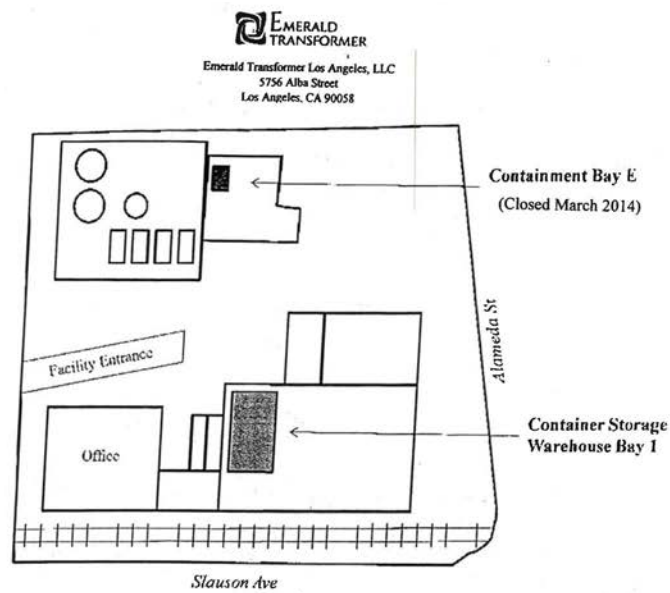 EMERALD
TRANSFORMER
Emerald Transformer Los Angeles, LLC
5756 Alba Street
Los Angeles, CA 90058
Containment Bay E
(Closed March 2014)
Alameda St
Facility Entrance
Container Storage
Warehouse Bay 1
Office
Slauson Ave